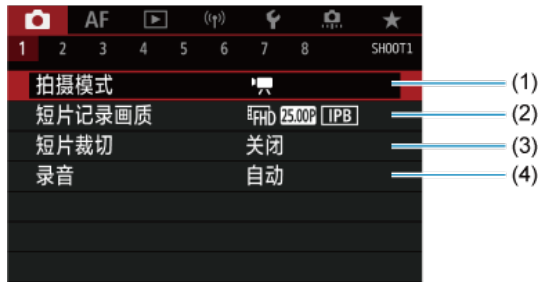 AF
1 2 3 4 5 6 7 8 SHOOT1
拍摄模式 (1)
短片记录画质 FHD 25.00P IPB (2)
短片裁切 关闭 (3)
录音 自动 (4)